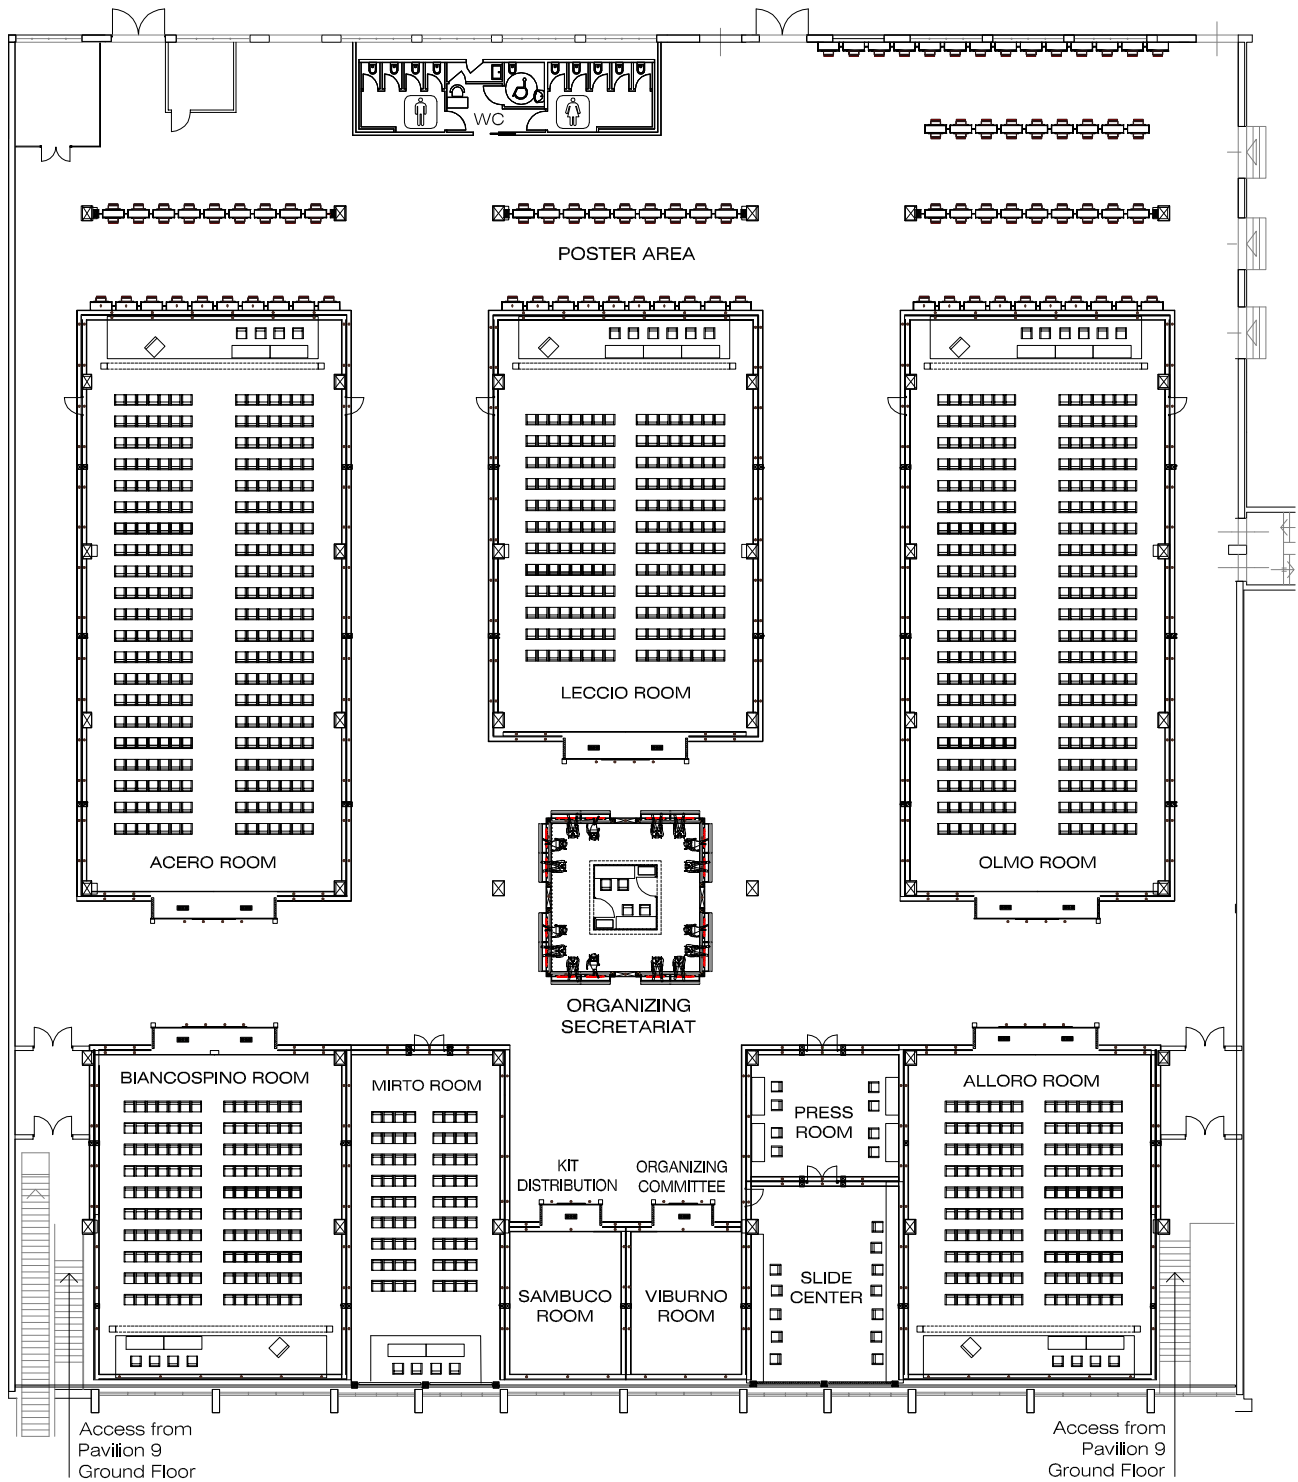 WC
POSTER AREA
LECCIO ROOM
ACERO ROOM
OLMO ROOM
ORGANIZING
SECRETARIAT
BIANCOSPINO ROOM
MIRTO ROOM
ALLORO ROOM
PRESS
ROOM
KIT
DISTRIBUTION
ORGANIZING
COMMITTEE
SAMBUCO
ROOM
VIBURNO
ROOM
SLIDE
CENTER
Access from
Pavilion 9
Ground Floor
Access from
Pavilion 9
Ground Floor